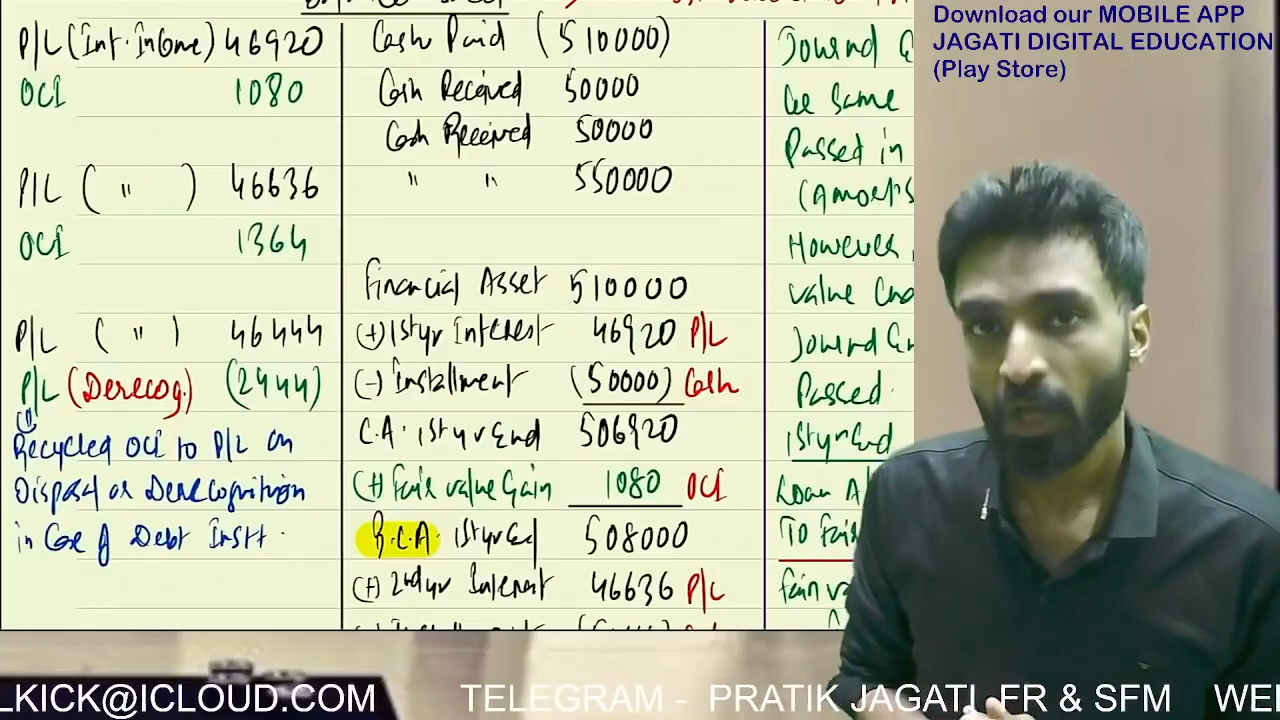 Download our MOBILE APP
JAGATI DIGITAL EDUCATION
(Play Store)
P/L (Int. Income) 46920
OCI 1080
P/L ( " ) 46636
OCI 1364
P/L ( " ) 46444
P/L (Derecog.) (2444)
Recycled OCI to P/L on
Disposal or Derecognition
in Case of Debt Instt.
Cash Paid (510000)
Cash Received 50000
Cash Received 50000
" " 550000
Financial Asset 510000
(+) 1st yr Interest 46920 P/L
(-) Installment (50000) Cash
C.A. 1st yr End 506920
(+) Fair value Gain 1080 OCI
R.C.A. 1st yr End 508000
(+) 2nd yr Interest 46636 P/L
Journal
be same
Passed in
However
value
Journal
Passed.
1st yr End
Loan
To Fair
Fair
LKICK@ICLOUD.COM TELEGRAM - PRATIK JAGATI FR & SFM WE